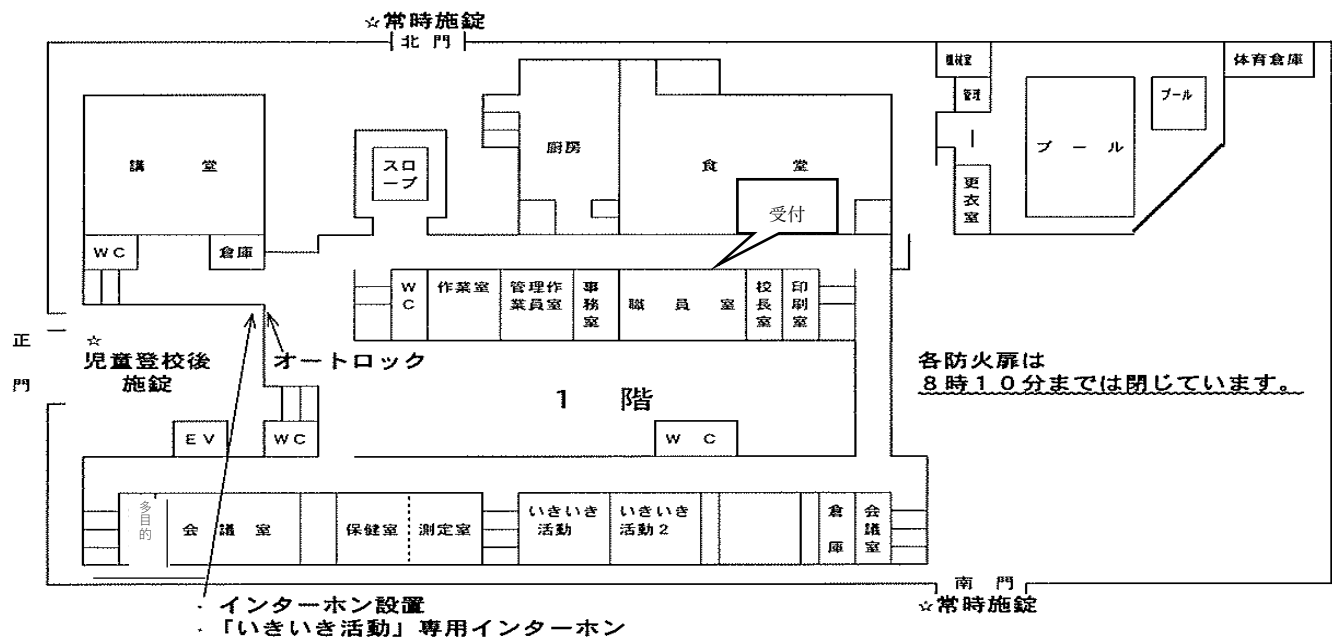 ☆常時施錠
北門
機械室
体育倉庫
管理
プール
プール
更衣室
講堂
スロープ
厨房
食堂
受付
WC
倉庫
WC
作業室
管理作業員室
事務室
職員室
校長室
印刷室
正門
☆
児童登校後
施錠
オートロック
各防火扉は
8時10分までは閉じています。
1階
EV
WC
WC
多目的
会議室
保健室
測定室
いきいき
活動
いきいき
活動2
倉庫
会議室
南門
☆常時施錠
・インターホン設置
・「いきいき活動」専用インターホン